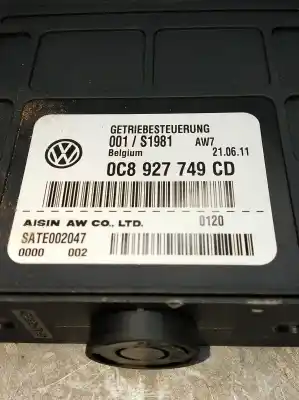 GETRIEBESTEUERUNG
001 / S1981 AW7
Belgium 21.06.11
0C8 927 749 CD
AISIN AW CO., LTD. 0120
SATE002047
0000 002